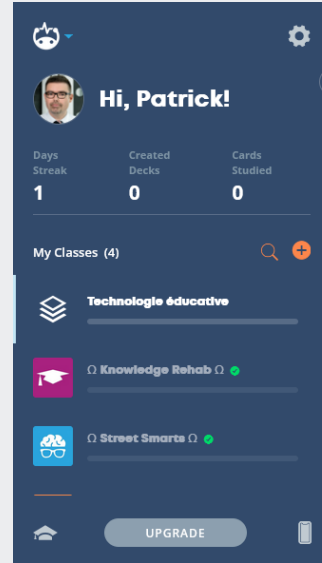 Hi, Patrick!
Days Streak
Created Decks
Cards Studied
1
0
0
My Classes (4)
Technologie éducative
Ω Knowledge Rehab Ω
Ω Street Smarts Ω
UPGRADE